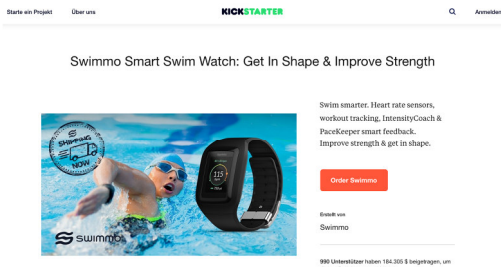 Starte ein Projekt
Über uns
KICKSTARTER
Anmelden
Swimmo Smart Swim Watch: Get In Shape & Improve Strength
SHIPPING
NOW
115
swimmo
Swim smarter. Heart rate sensors,
workout tracking, IntensityCoach &
PaceKeeper smart feedback.
Improve strength & get in shape.
Order Swimmo
Erstellt von
Swimmo
990 Unterstützer haben 184.305 $ beigetragen, um